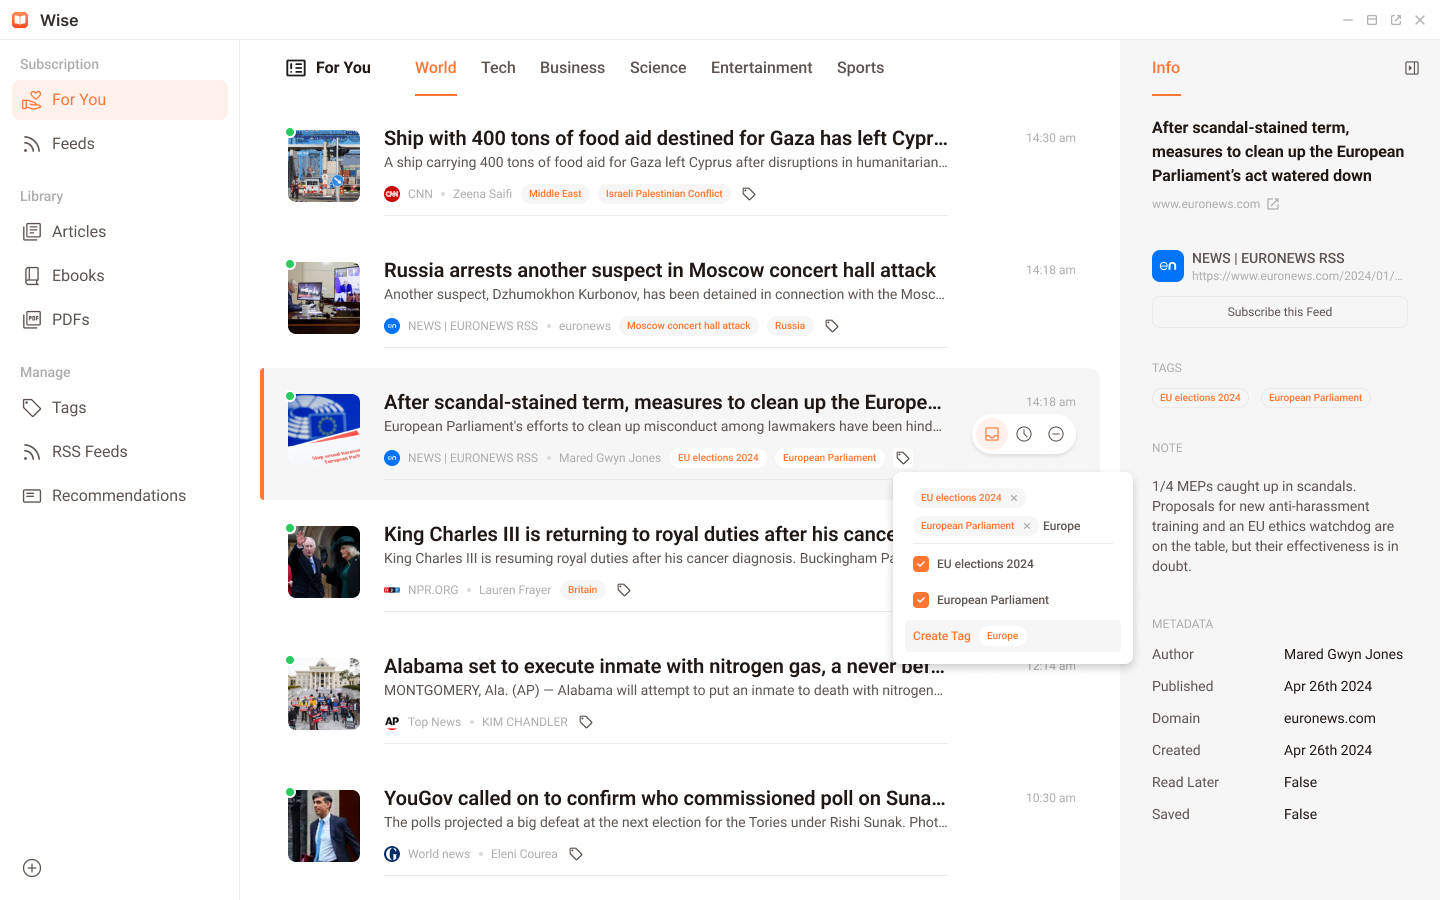 Wise
Subscription
For You
Feeds
Library
Articles
Ebooks
PDF
PDFs
Manage
Tags
RSS Feeds
Recommendations
For You
World
Tech
Business
Science
Entertainment
Sports
Ship with 400 tons of food aid destined for Gaza has left Cypr...
14:30 am
A ship carrying 400 tons of food aid for Gaza left Cyprus after disruptions in humanitarian...
CNN
CNN • Zeena Saifi Middle East Israeli Palestinian Conflict
Russia arrests another suspect in Moscow concert hall attack
14:18 am
Another suspect, Dzhumokhon Kurbonov, has been detained in connection with the Mosc...
en
NEWS | EURONEWS RSS • euronews Moscow concert hall attack Russia
After scandal-stained term, measures to clean up the Europe...
14:18 am
European Parliament's efforts to clean up misconduct among lawmakers have been hind...
en
NEWS | EURONEWS RSS • Mared Gwyn Jones EU elections 2024 European Parliament
EU elections 2024 ×
European Parliament × Europe
EU elections 2024
European Parliament
Create Tag Europe
King Charles III is returning to royal duties after his cance
King Charles III is resuming royal duties after his cancer diagnosis. Buckingham Pa
NPR.ORG • Lauren Frayer Britain
Alabama set to execute inmate with nitrogen gas, a never bef...
12:14 am
MONTGOMERY, Ala. (AP) — Alabama will attempt to put an inmate to death with nitrogen...
AP
Top News • KIM CHANDLER
YouGov called on to confirm who commissioned poll on Suna...
10:30 am
The polls projected a big defeat at the next election for the Tories under Rishi Sunak. Phot...
World news • Eleni Courea
Info
After scandal-stained term,
measures to clean up the European
Parliament’s act watered down
www.euronews.com
en
NEWS | EURONEWS RSS
https://www.euronews.com/2024/01/...
Subscribe this Feed
TAGS
EU elections 2024 European Parliament
NOTE
1/4 MEPs caught up in scandals.
Proposals for new anti-harassment
training and an EU ethics watchdog are
on the table, but their effectiveness is in
doubt.
METADATA
Author Mared Gwyn Jones
Published Apr 26th 2024
Domain euronews.com
Created Apr 26th 2024
Read Later False
Saved False